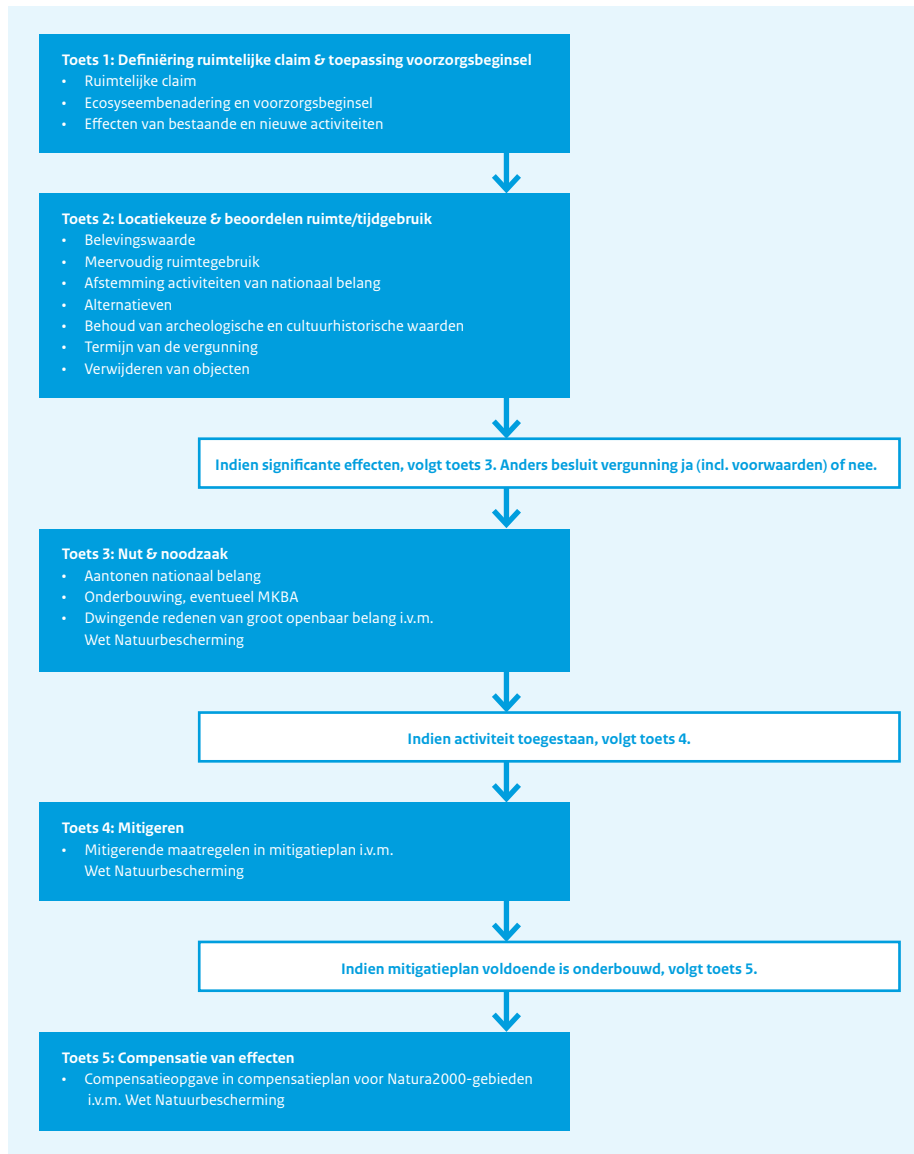 Toets 1: Definiëring ruimtelijke claim & toepassing voorzorgsbeginsel
• Ruimtelijke claim
• Ecosyseembenadering en voorzorgsbeginsel
• Effecten van bestaande en nieuwe activiteiten
Toets 2: Locatiekeuze & beoordelen ruimte/tijdgebruik
• Belevingswaarde
• Meervoudig ruimtegebruik
• Afstemming activiteiten van nationaal belang
• Alternatieven
• Behoud van archeologische en cultuurhistorische waarden
• Termijn van de vergunning
• Verwijderen van objecten
Indien significante effecten, volgt toets 3. Anders besluit vergunning ja (incl. voorwaarden) of nee.
Toets 3: Nut & noodzaak
• Aantonen nationaal belang
• Onderbouwing, eventueel MKBA
• Dwingende redenen van groot openbaar belang i.v.m.
Wet Natuurbescherming
Indien activiteit toegestaan, volgt toets 4.
Toets 4: Mitigeren
• Mitigerende maatregelen in mitigatieplan i.v.m.
Wet Natuurbescherming
Indien mitigatieplan voldoende is onderbouwd, volgt toets 5.
Toets 5: Compensatie van effecten
• Compensatieopgave in compensatieplan voor Natura2000-gebieden
i.v.m. Wet Natuurbescherming